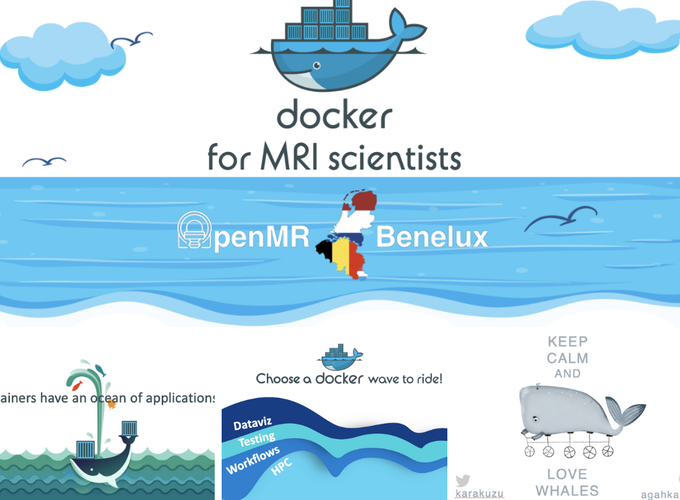 docker
for MRI scientists
penMR Benelux
ainers have an ocean of applications
Choose a docker wave to ride!
Dataviz
Testing
Workflows
HPC
KEEP
CALM
AND
LOVE
WHALES
karakuzu
agahka